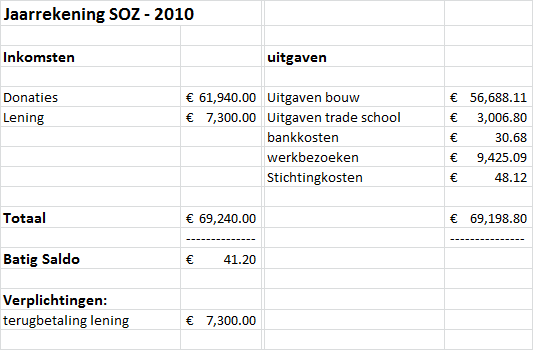 Jaarrekening SOZ - 2010
Inkomsten uitgaven
Donaties € 61,940.00 Uitgaven bouw € 56,688.11
Lening € 7,300.00 Uitgaven trade school € 3,006.80
bankkosten € 30.68
werkbezoeken € 9,425.09
Stichtingkosten € 48.12
Totaal € 69,240.00 € 69,198.80
-------------- ---------------
Batig Saldo € 41.20
Verplichtingen:
terugbetaling lening € 7,300.00